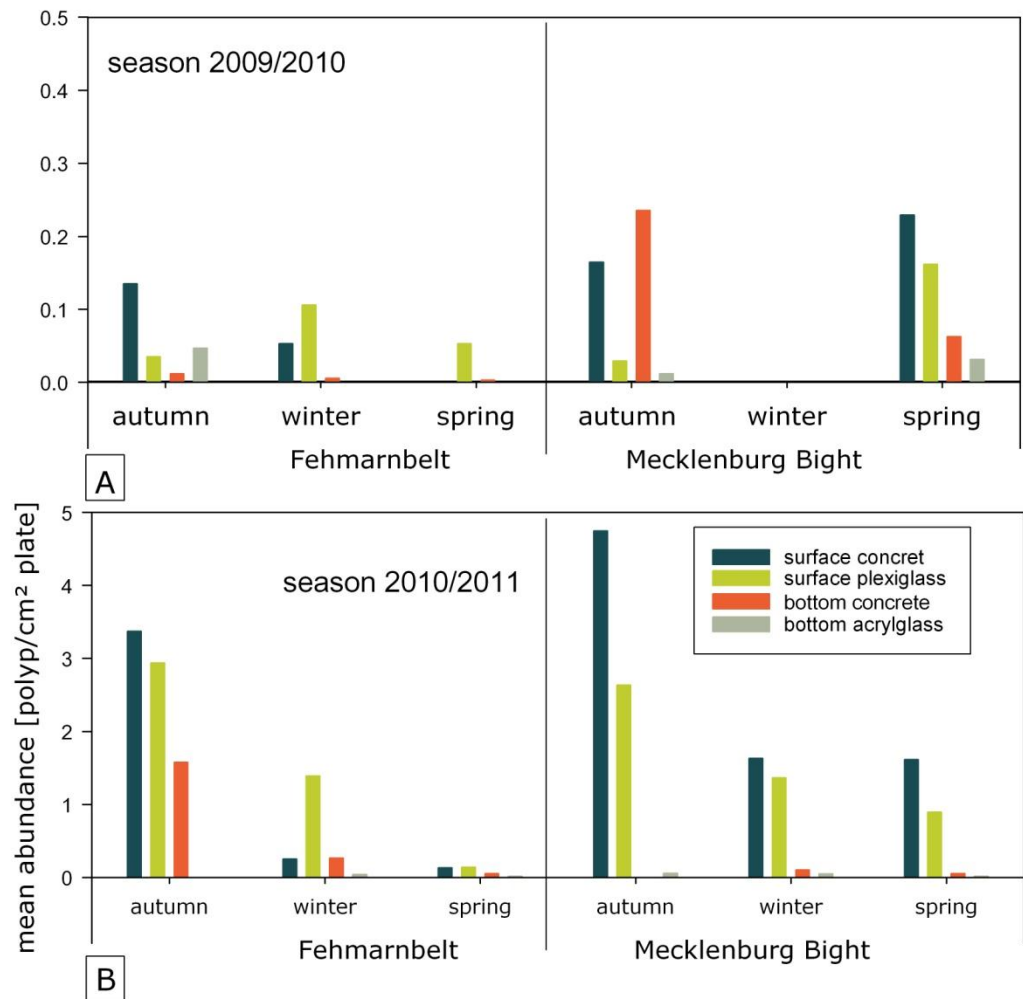 0.5
season 2009/2010
0.4
0.3
0.2
0.1
0.0
autumn winter spring autumn winter spring
Fehmarnbelt Mecklenburg Bight
A
mean abundance [polyp/cm² plate]
5
season 2010/2011
surface concret
surface plexiglass
bottom concrete
bottom acrylglass
4
3
2
1
0
autumn winter spring autumn winter spring
Fehmarnbelt Mecklenburg Bight
B